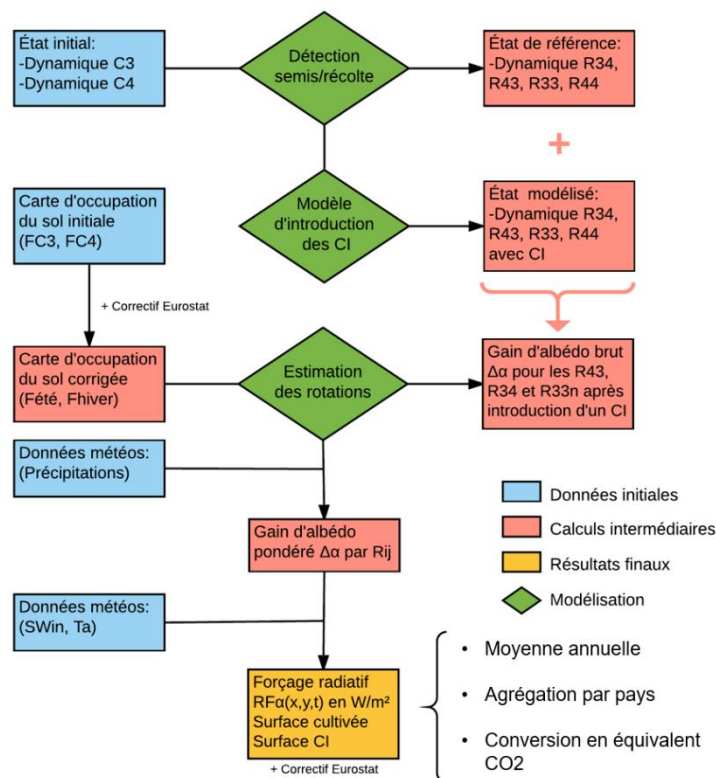 État initial:
-Dynamique C3
-Dynamique C4
Détection
semis/récolte
État de référence:
-Dynamique R34,
R43, R33, R44
+
Carte d'occupation
du sol initiale
(FC3, FC4)
Modèle
d'introduction
des CI
État modélisé:
-Dynamique R34,
R43, R33, R44
avec CI
+ Correctif Eurostat
Carte d'occupation
du sol corrigée
(Fété, Fhiver)
Estimation
des rotations
Gain d'albédo brut
Δα pour les R43,
R34 et R33n après
introduction d'un CI
Données météos:
(Précipitations)
Gain d'albédo
pondéré Δα par Rij
Données initiales
Calculs intermédiaires
Résultats finaux
Modélisation
Données météos:
(SWin, Ta)
Forçage radiatif
RFα(x,y,t) en W/m²
Surface cultivée
Surface CI
+ Correctif Eurostat
• Moyenne annuelle
• Agrégation par pays
• Conversion en équivalent
CO2